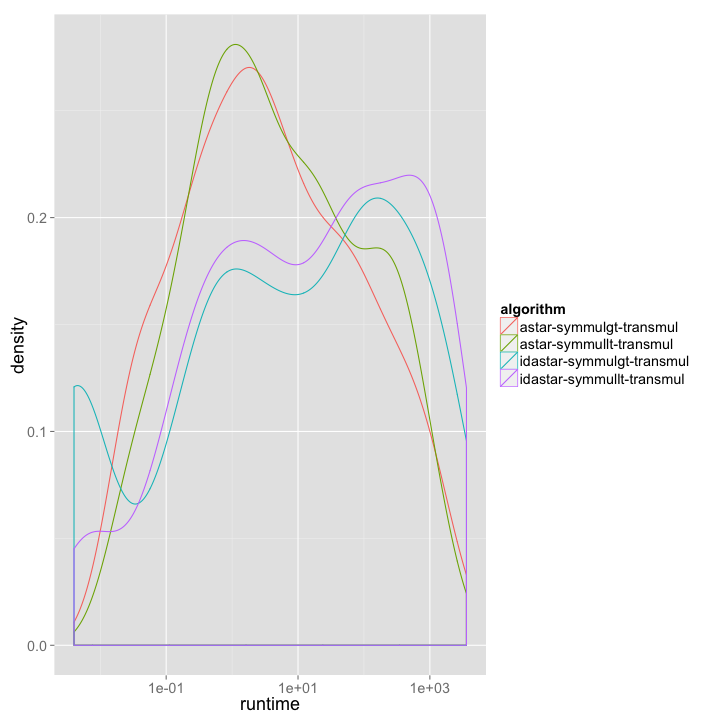 0.2
0.1
0.0
density
1e-01
1e+01
1e+03
runtime
algorithm
astar-symmulgt-transmul
astar-symmullt-transmul
idastar-symmulgt-transmul
idastar-symmullt-transmul